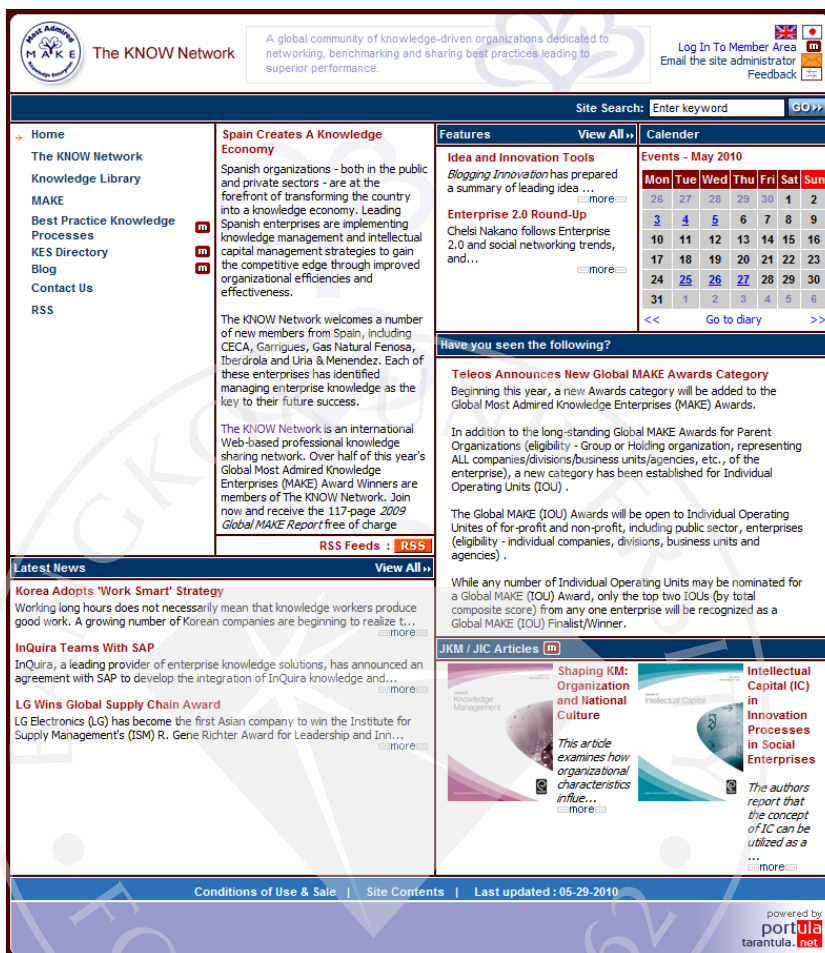 Most Admired
M A K E
Knowledge Enterprises
The KNOW Network
A global community of knowledge-driven organizations dedicated to
networking, benchmarking and sharing best practices leading to
superior performance.
Log In To Member Area m
Email the site administrator
Feedback
Site Search: Enter keyword GO
Home
The KNOW Network
Knowledge Library
MAKE
Best Practice Knowledge
Processes m
KES Directory m
Blog m
Contact Us
RSS
Spain Creates A Knowledge
Economy
Spanish organizations - both in the public
and private sectors - are at the
forefront of transforming the country
into a knowledge economy. Leading
Spanish enterprises are implementing
knowledge management and intellectual
capital management strategies to gain
the competitive edge through improved
organizational efficiencies and
effectiveness.
The KNOW Network welcomes a number
of new members from Spain, including
CECA, Garrigues, Gas Natural Fenosa,
Iberdrola and Uria & Menendez. Each of
these enterprises has identified
managing enterprise knowledge as the
key to their future success.
The KNOW Network is an international
Web-based professional knowledge
sharing network. Over half of this year's
Global Most Admired Knowledge
Enterprises (MAKE) Award Winners are
members of The KNOW Network. Join
now and receive the 117-page 2009
Global MAKE Report free of charge
RSS Feeds : RSS
Features View All
Idea and Innovation Tools
Blogging Innovation has prepared
a summary of leading idea ...
more
Enterprise 2.0 Round-Up
Chelsi Nakano follows Enterprise
2.0 and social networking trends,
and...
more
Calender
Events - May 2010
Mon Tue Wed Thu Fri Sat Sun
26 27 28 29 30 1 2
3 4 5 6 7 8 9
10 11 12 13 14 15 16
17 18 19 20 21 22 23
24 25 26 27 28 29 30
31 1 2 3 4 5 6
<< Go to diary >>
Have you seen the following?
Teleos Announces New Global MAKE Awards Category
Beginning this year, a new Awards category will be added to the
Global Most Admired Knowledge Enterprises (MAKE) Awards.
In addition to the long-standing Global MAKE Awards for Parent
Organizations (eligibility - Group or Holding organization, representing
ALL companies/divisions/business units/agencies, etc., of the
enterprise), a new category has been established for Individual
Operating Units (IOU) .
The Global MAKE (IOU) Awards will be open to Individual Operating
Unites of for-profit and non-profit, including public sector, enterprises
(eligibility - individual companies, divisions, business units and
agencies) .
While any number of Individual Operating Units may be nominated for
a Global MAKE (IOU) Award, only the top two IOUs (by total
composite score) from any one enterprise will be recognized as a
Global MAKE (IOU) Finalist/Winner.
Latest News View All
Korea Adopts 'Work Smart' Strategy
Working long hours does not necessarily mean that knowledge workers produce
good work. A growing number of Korean companies are beginning to realize t...
more
InQuira Teams With SAP
InQuira, a leading provider of enterprise knowledge solutions, has announced an
agreement with SAP to develop the integration of InQuira knowledge and...
more
LG Wins Global Supply Chain Award
LG Electronics (LG) has become the first Asian company to win the Institute for
Supply Management's (ISM) R. Gene Richter Award for Leadership and Inn...
more
JKM / JIC Articles m
Knowledge
Management
Shaping KM:
Organization
and National
Culture
This article
examines how
organizational
characteristics
influe...
more
Intellectual Capital
Intellectual
Capital (IC)
in
Innovation
Processes
in Social
Enterprises
The authors
report that
the concept
of IC can be
utilized as a
...
more
Conditions of Use & Sale | Site Contents | Last updated : 05-29-2010
powered by
portula
tarantula. net